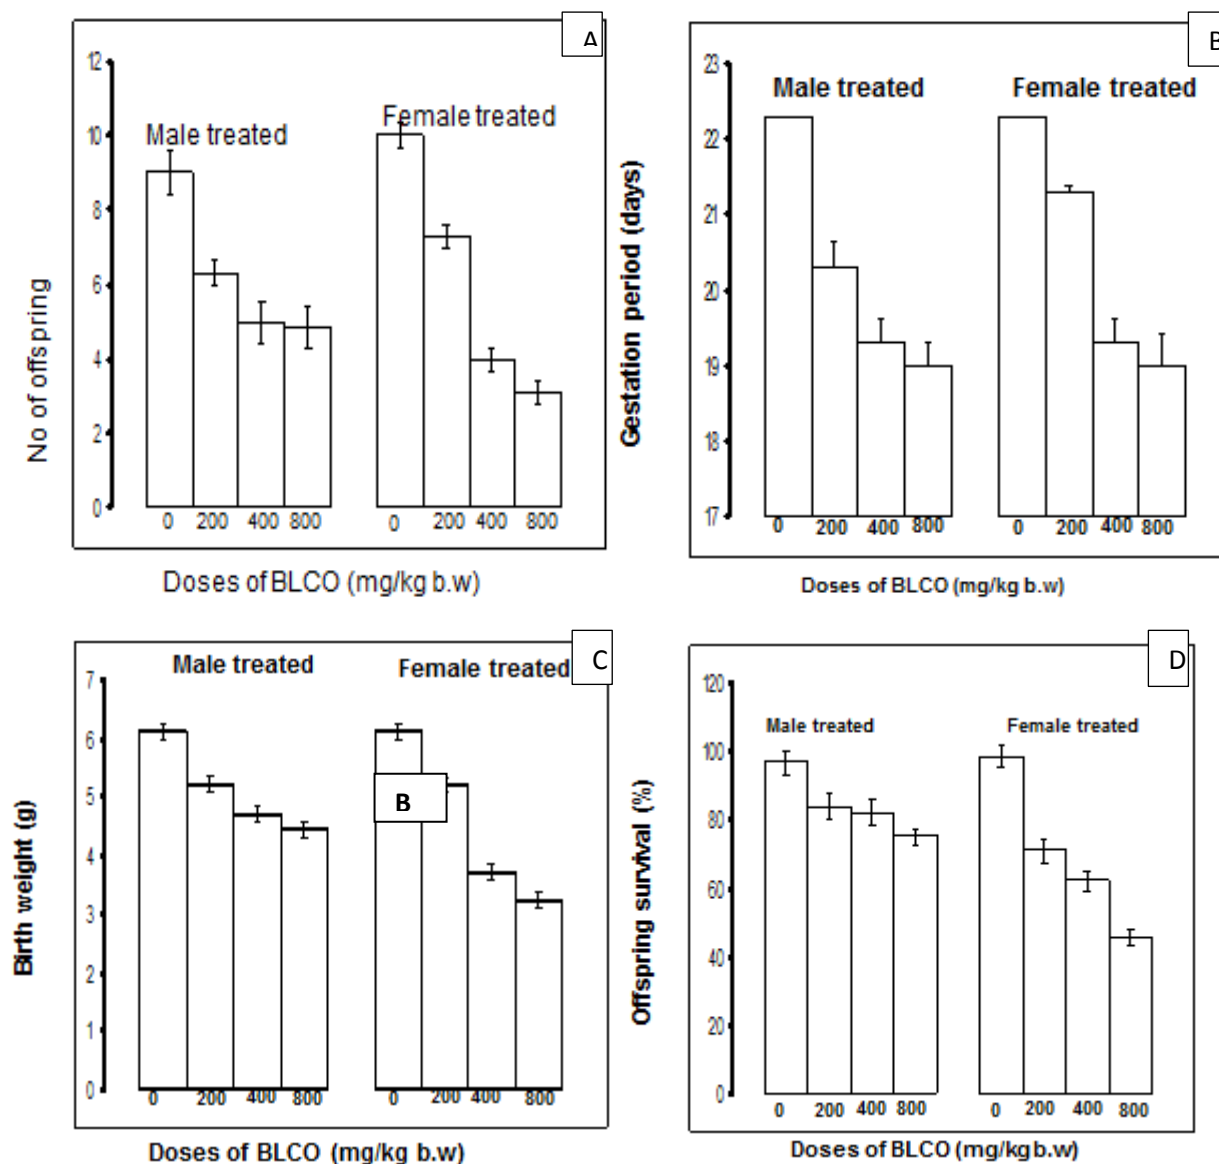 A
12
10
8
6
4
2
0
No of offspring
Male treated
Female treated
0 200 400 800
0 200 400 800
Doses of BLCO (mg/kg b.w)
B
23
22
21
20
19
18
17
Gestation period (days)
Male treated
Female treated
0 200 400 800
0 200 400 800
Doses of BLCO (mg/kg b.w)
C
7
6
5
4
3
2
1
0
Birth weight (g)
Male treated
Female treated
B
0 200 400 800
0 200 400 800
Doses of BLCO (mg/kg b.w)
D
120
100
80
60
40
20
0
Offspring survival (%)
Male treated
Female treated
0 200 400 800
0 200 400 800
Doses of BLCO (mg/kg b.w)